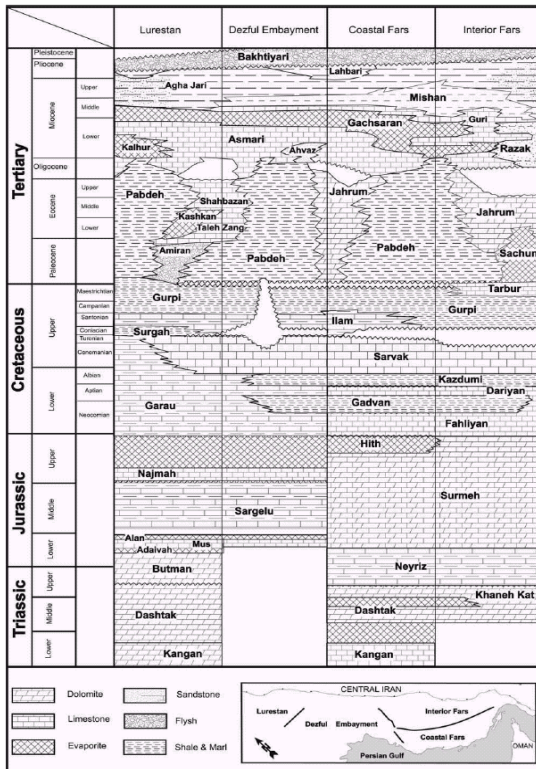 Lurestan Dezful Embayment Coastal Fars Interior Fars
Tertiary
Pleistocene
Pliocene
Miocene
Upper
Middle
Lower
Oligocene
Eocene
Upper
Middle
Lower
Paleocene
Cretaceous
Upper
Maestrichtian
Campanian
Santonian
Coniacian
Cenomanian
Lower
Albian
Aptian
Neocomian
Jurassic
Upper
Middle
Lower
Triassic
Upper
Middle
Lower
Bakhtiyari
Lahbari
Agha Jari
Mishan
Gachsaran
Guri
Asmari
Kalhur
Ahvaz
Razak
Pabdeh
Shahbazan
Jahrum
Jahrum
Kashkan
Taleh Zang
Amiran
Pabdeh
Pabdeh
Sachun
Tarbur
Gurpi
Gurpi
Ilam
Surgah
Sarvak
Kazdumi
Dariyan
Garau
Gadvan
Fahliyan
Hith
Najmah
Surmeh
Sargelu
Alan
Mus
Adaiyah
Butman
Neyriz
Khaneh Kat
Dashtak
Dashtak
Kangan
Kangan
Dolomite
Limestone
Evaporite
Sandstone
Flysh
Shale & Marl
CENTRAL IRAN
Lurestan
Interior Fars
Dezful Embayment
Coastal Fars
OMAN
Persian Gulf